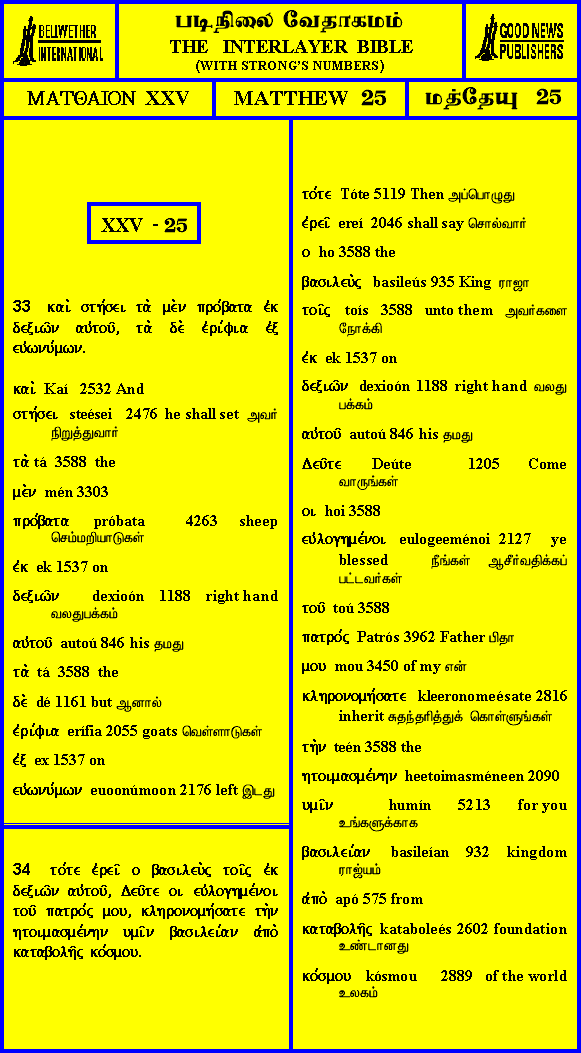 BELLWETHER
INTERNATIONAL
படிநிலை வேதாகமம்
THE INTERLAYER BIBLE
(WITH STRONG'S NUMBERS)
GOOD NEWS
PUBLISHERS
ΜΑΤΘΑΙΟΝ XXV
MATTHEW 25
மத்தேயு 25
XXV - 25
33 καὶ στήσει τὰ μὲν πρόβατα ἐκ
δεξιῶν αὐτοῦ, τὰ δὲ ἐρίφια ἐξ
εὐωνύμων.
καὶ Kaí 2532 And
στήσει steései 2476 he shall set அவர்
நிறுத்துவார்
τὰ tá 3588 the
μὲν mén 3303
πρόβατα próbata 4263 sheep
செம்மறியாடுகள்
ἐκ ek 1537 on
δεξιῶν dexioón 1188 right hand
வலதுபக்கம்
αὐτοῦ autoú 846 his தமது
τὰ tá 3588 the
δὲ dé 1161 but ஆனால்
ἐρίφια erífia 2055 goats வெள்ளாடுகள்
ἐξ ex 1537 on
εὐωνύμων euoonúmoon 2176 left இடது
34 τότε ἐρεῖ ο βασιλεὺς τοῖς ἐκ
δεξιῶν αὐτοῦ, Δεῦτε οι εὐλογημένοι
τοῦ πατρός μου, κληρονομήσατε τὴν
ητοιμασμένην υμῖν βασιλείαν ἀπὸ
καταβολῆς κόσμου.
τότε Tóte 5119 Then அப்பொழுது
ἐρεῖ ereí 2046 shall say சொல்வார்
ο ho 3588 the
βασιλεὺς basileús 935 King ராஜா
τοῖς toís 3588 unto them அவர்களை
நோக்கி
ἐκ ek 1537 on
δεξιῶν dexioón 1188 right hand வலது
பக்கம்
αὐτοῦ autoú 846 his தமது
Δεῦτε Deúte 1205 Come
வாருங்கள்
οι hoi 3588
εὐλογημένοι eulogeeménoi 2127 ye
blessed நீங்கள் ஆசீர்வதிக்கப்
பட்டவர்கள்
τοῦ toú 3588
πατρός Patrós 3962 Father பிதா
μου mou 3450 of my என்
κληρονομήσατε kleeronomeésate 2816
inherit சுதந்தரித்துக் கொள்ளுங்கள்
τὴν teén 3588 the
ητοιμασμένην heetoimasméneen 2090
υμῖν humín 5213 for you
உங்களுக்காக
βασιλείαν basileían 932 kingdom
ராஜ்யம்
ἀπὸ apó 575 from
καταβολῆς kataboleés 2602 foundation
உண்டானது
κόσμου kósmou 2889 of the world
உலகம்